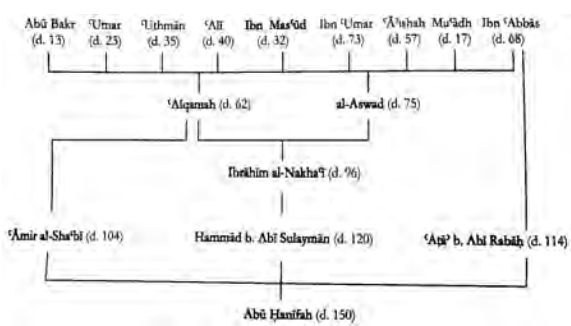 Abū Bakr ʿUmar ʿUthmān ʿAlī Ibn Masʿūd Ibn ʿUmar ʿĀʾishah Muʿādh Ibn ʿAbbās
(d. 13) (d. 23) (d. 35) (d. 40) (d. 32) (d. 73) (d. 57) (d. 17) (d. 68)
ʿAlqamah (d. 62) al-Aswad (d. 75)
Ibrāhīm al-Nakhaʿī (d. 96)
ʿĀmir al-Shaʿbī (d. 104) Hammād b. Abī Sulaymān (d. 120) ʿAṭāʾ b. Abī Rabāḥ (d. 114)
Abū Ḥanīfah (d. 150)